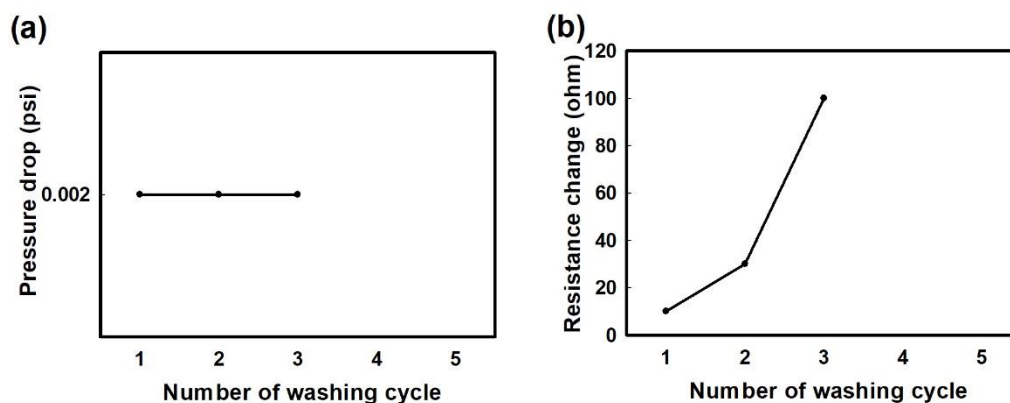 (a)
Pressure drop (psi)
0.002
1 2 3 4 5
Number of washing cycle
(b)
Resistance change (ohm)
120
100
80
60
40
20
0
1 2 3 4 5
Number of washing cycle